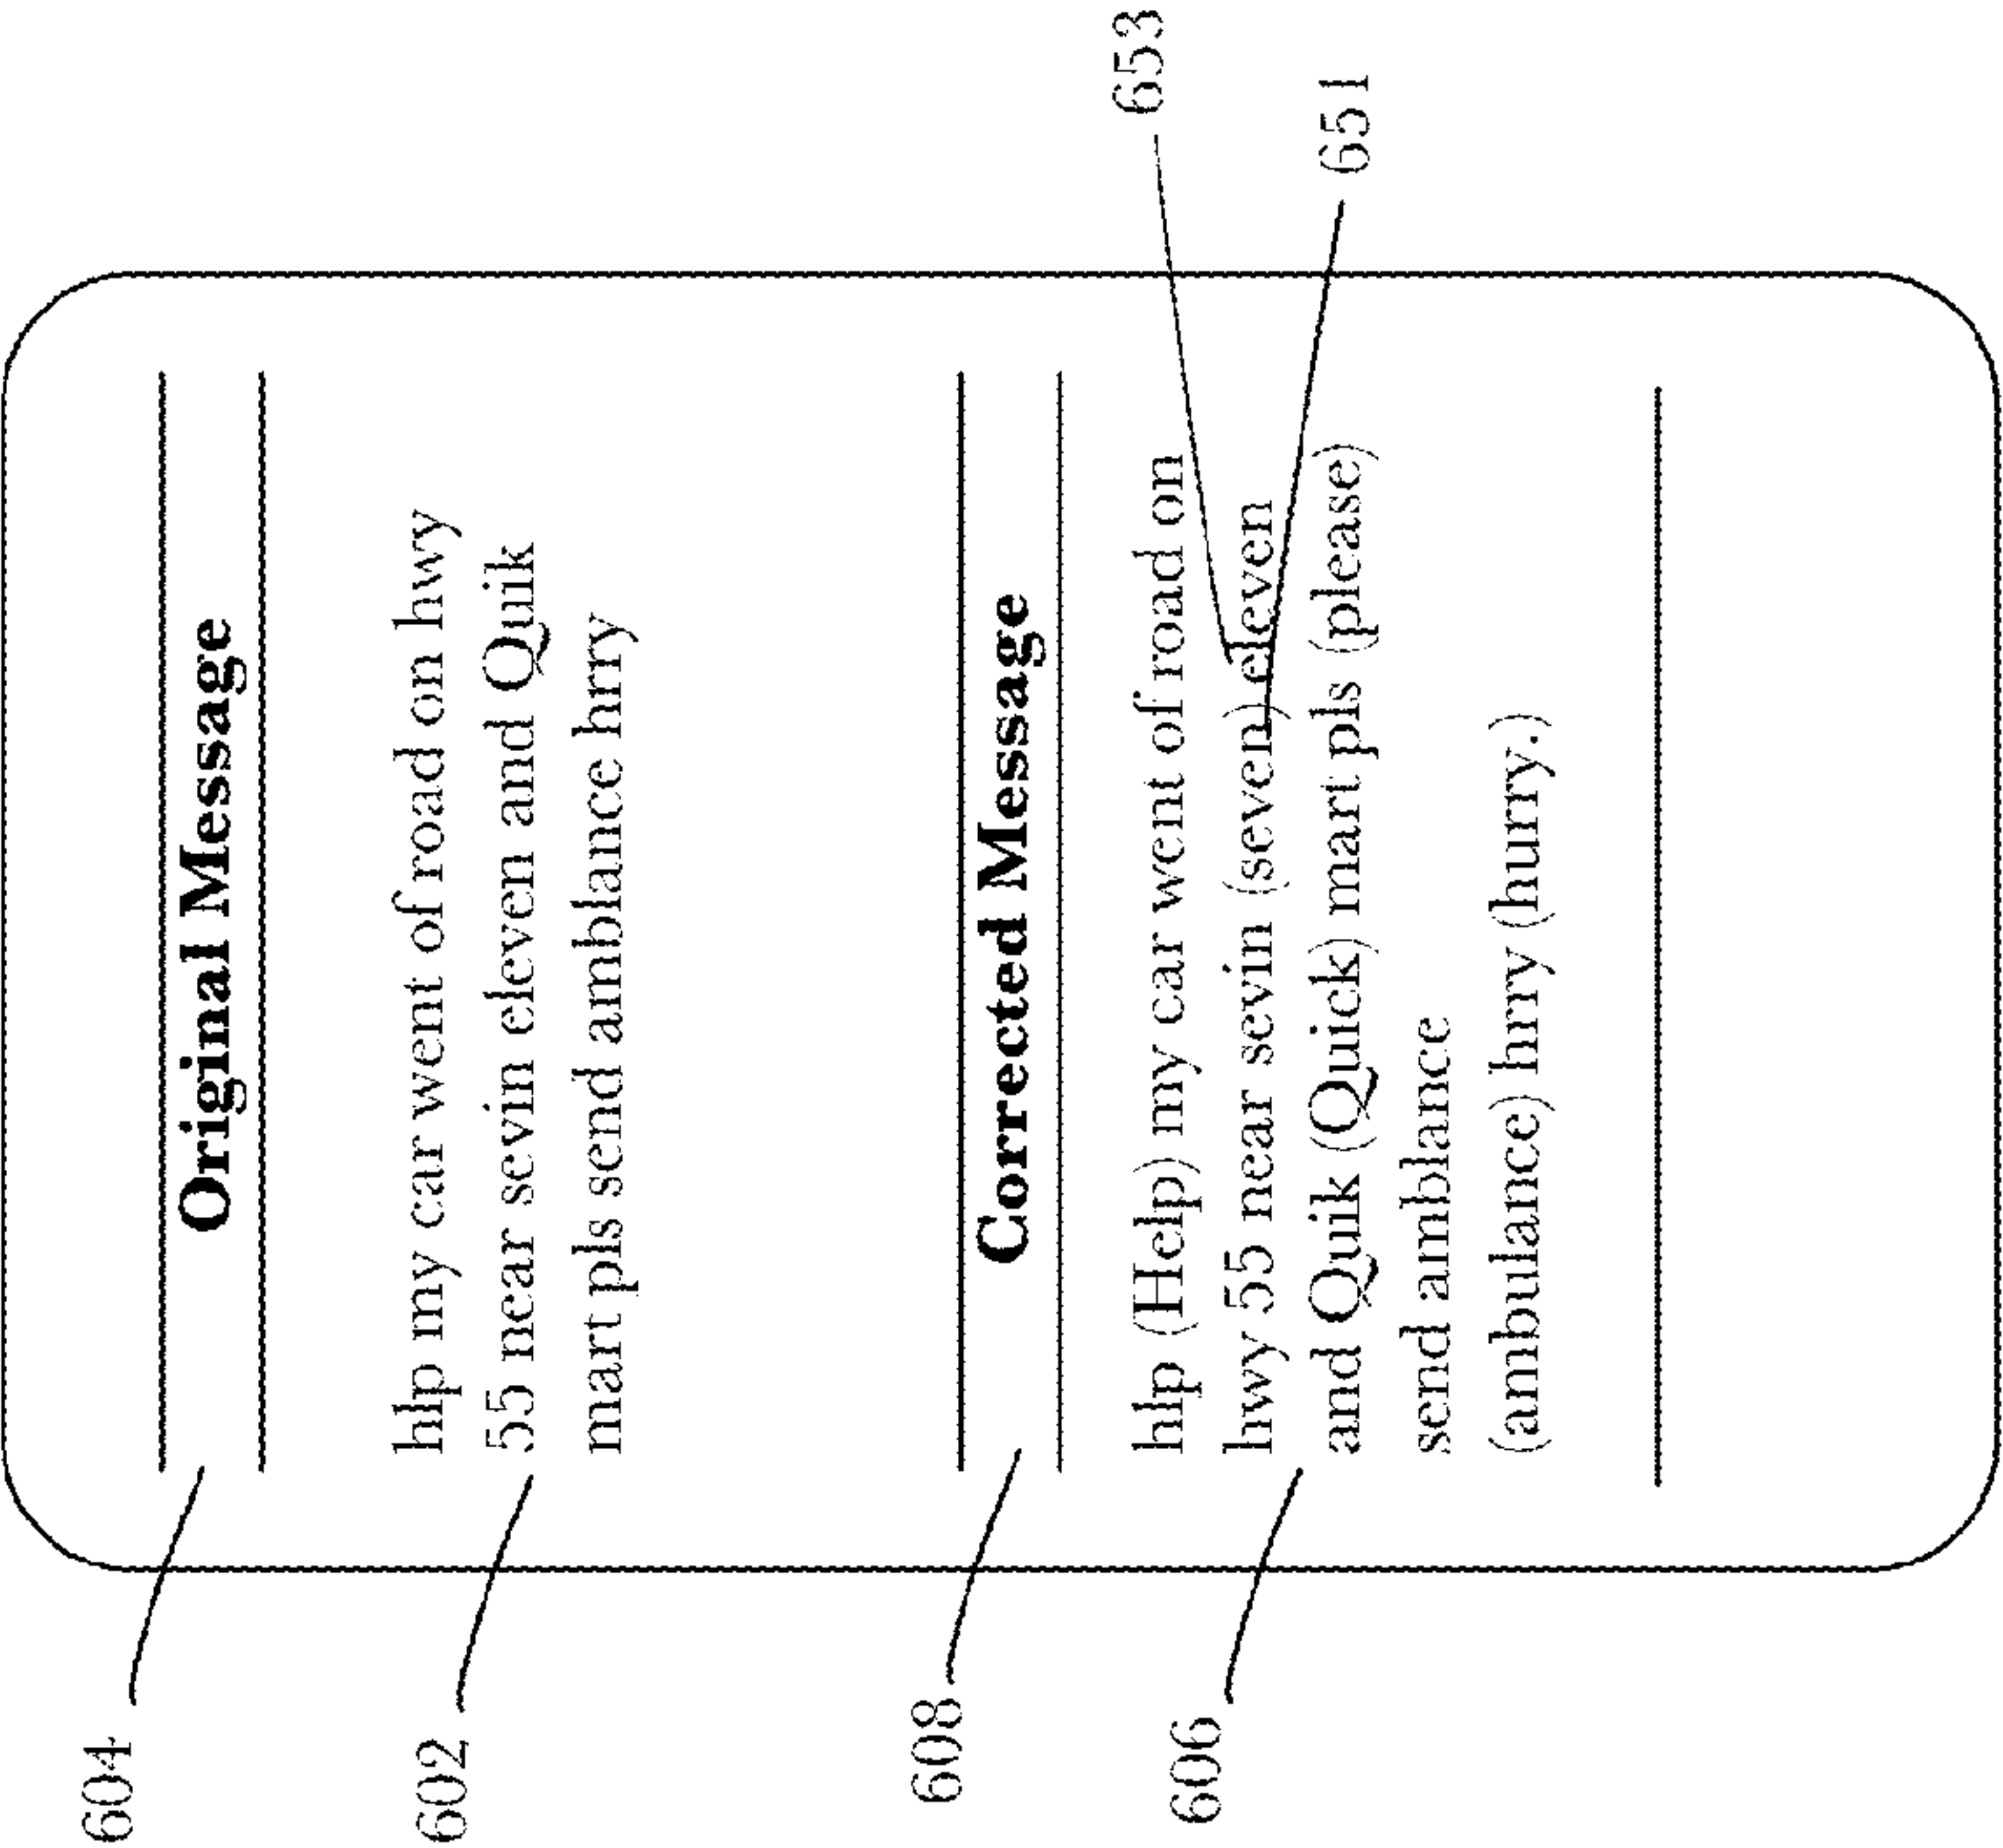 604
Original Message
602
hlp my car went of road on hwy
55 near sevin eleven and Quik
mart pls send amblance hrry
608
Corrected Message
606
hlp (Help) my car went of road on
hwy 55 near sevin (seven) eleven
and Quik (Quick) mart pls (please)
send amblance
(ambulance) hrry (hurry.)
653
651